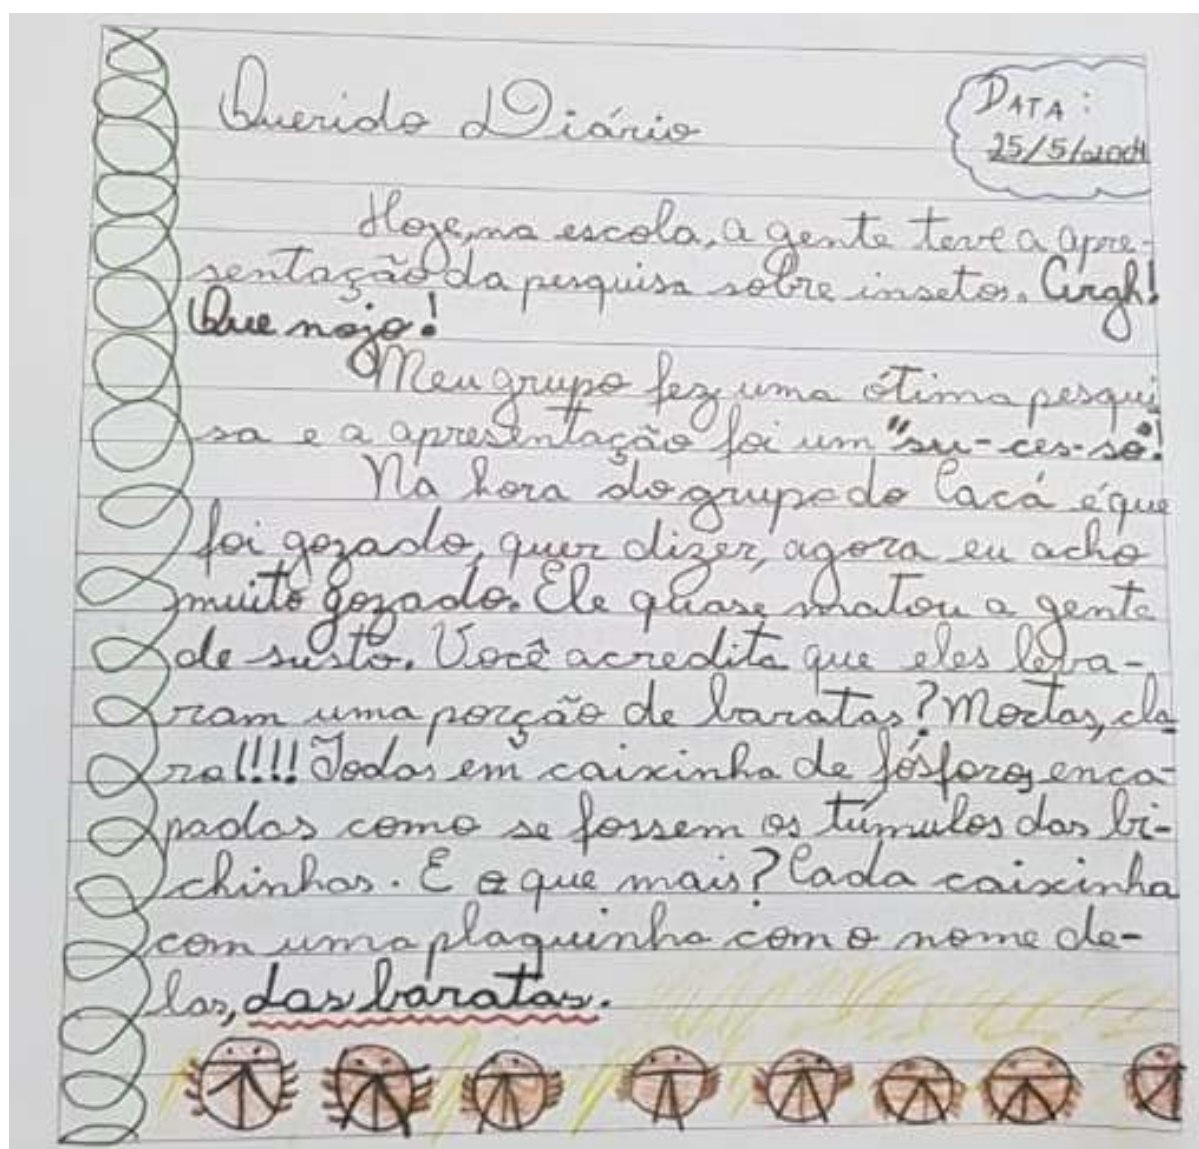 Querido Diário
DATA:
25/5/2004
Hoje, na escola, a gente teve a apre-
sentação da pesquisa sobre insetos. Argh!
Que nojo!
Meu grupo fez uma ótima pesqui
sa e a apresentação foi um "su-ces-so"!
Na hora do grupo do Cacá é que
foi gozado, quer dizer, agora eu acho
muito gozado. Ele quase matou a gente
de susto. Você acredita que eles leva-
ram uma porção de baratas? Mortas, cla
ro!!!! Todas em caixinha de fósforos enca-
padas como se fossem os túmulos das bi-
chinhas. E o que mais? Cada caixinha
com uma plaquinha com o nome de-
las, das baratas.